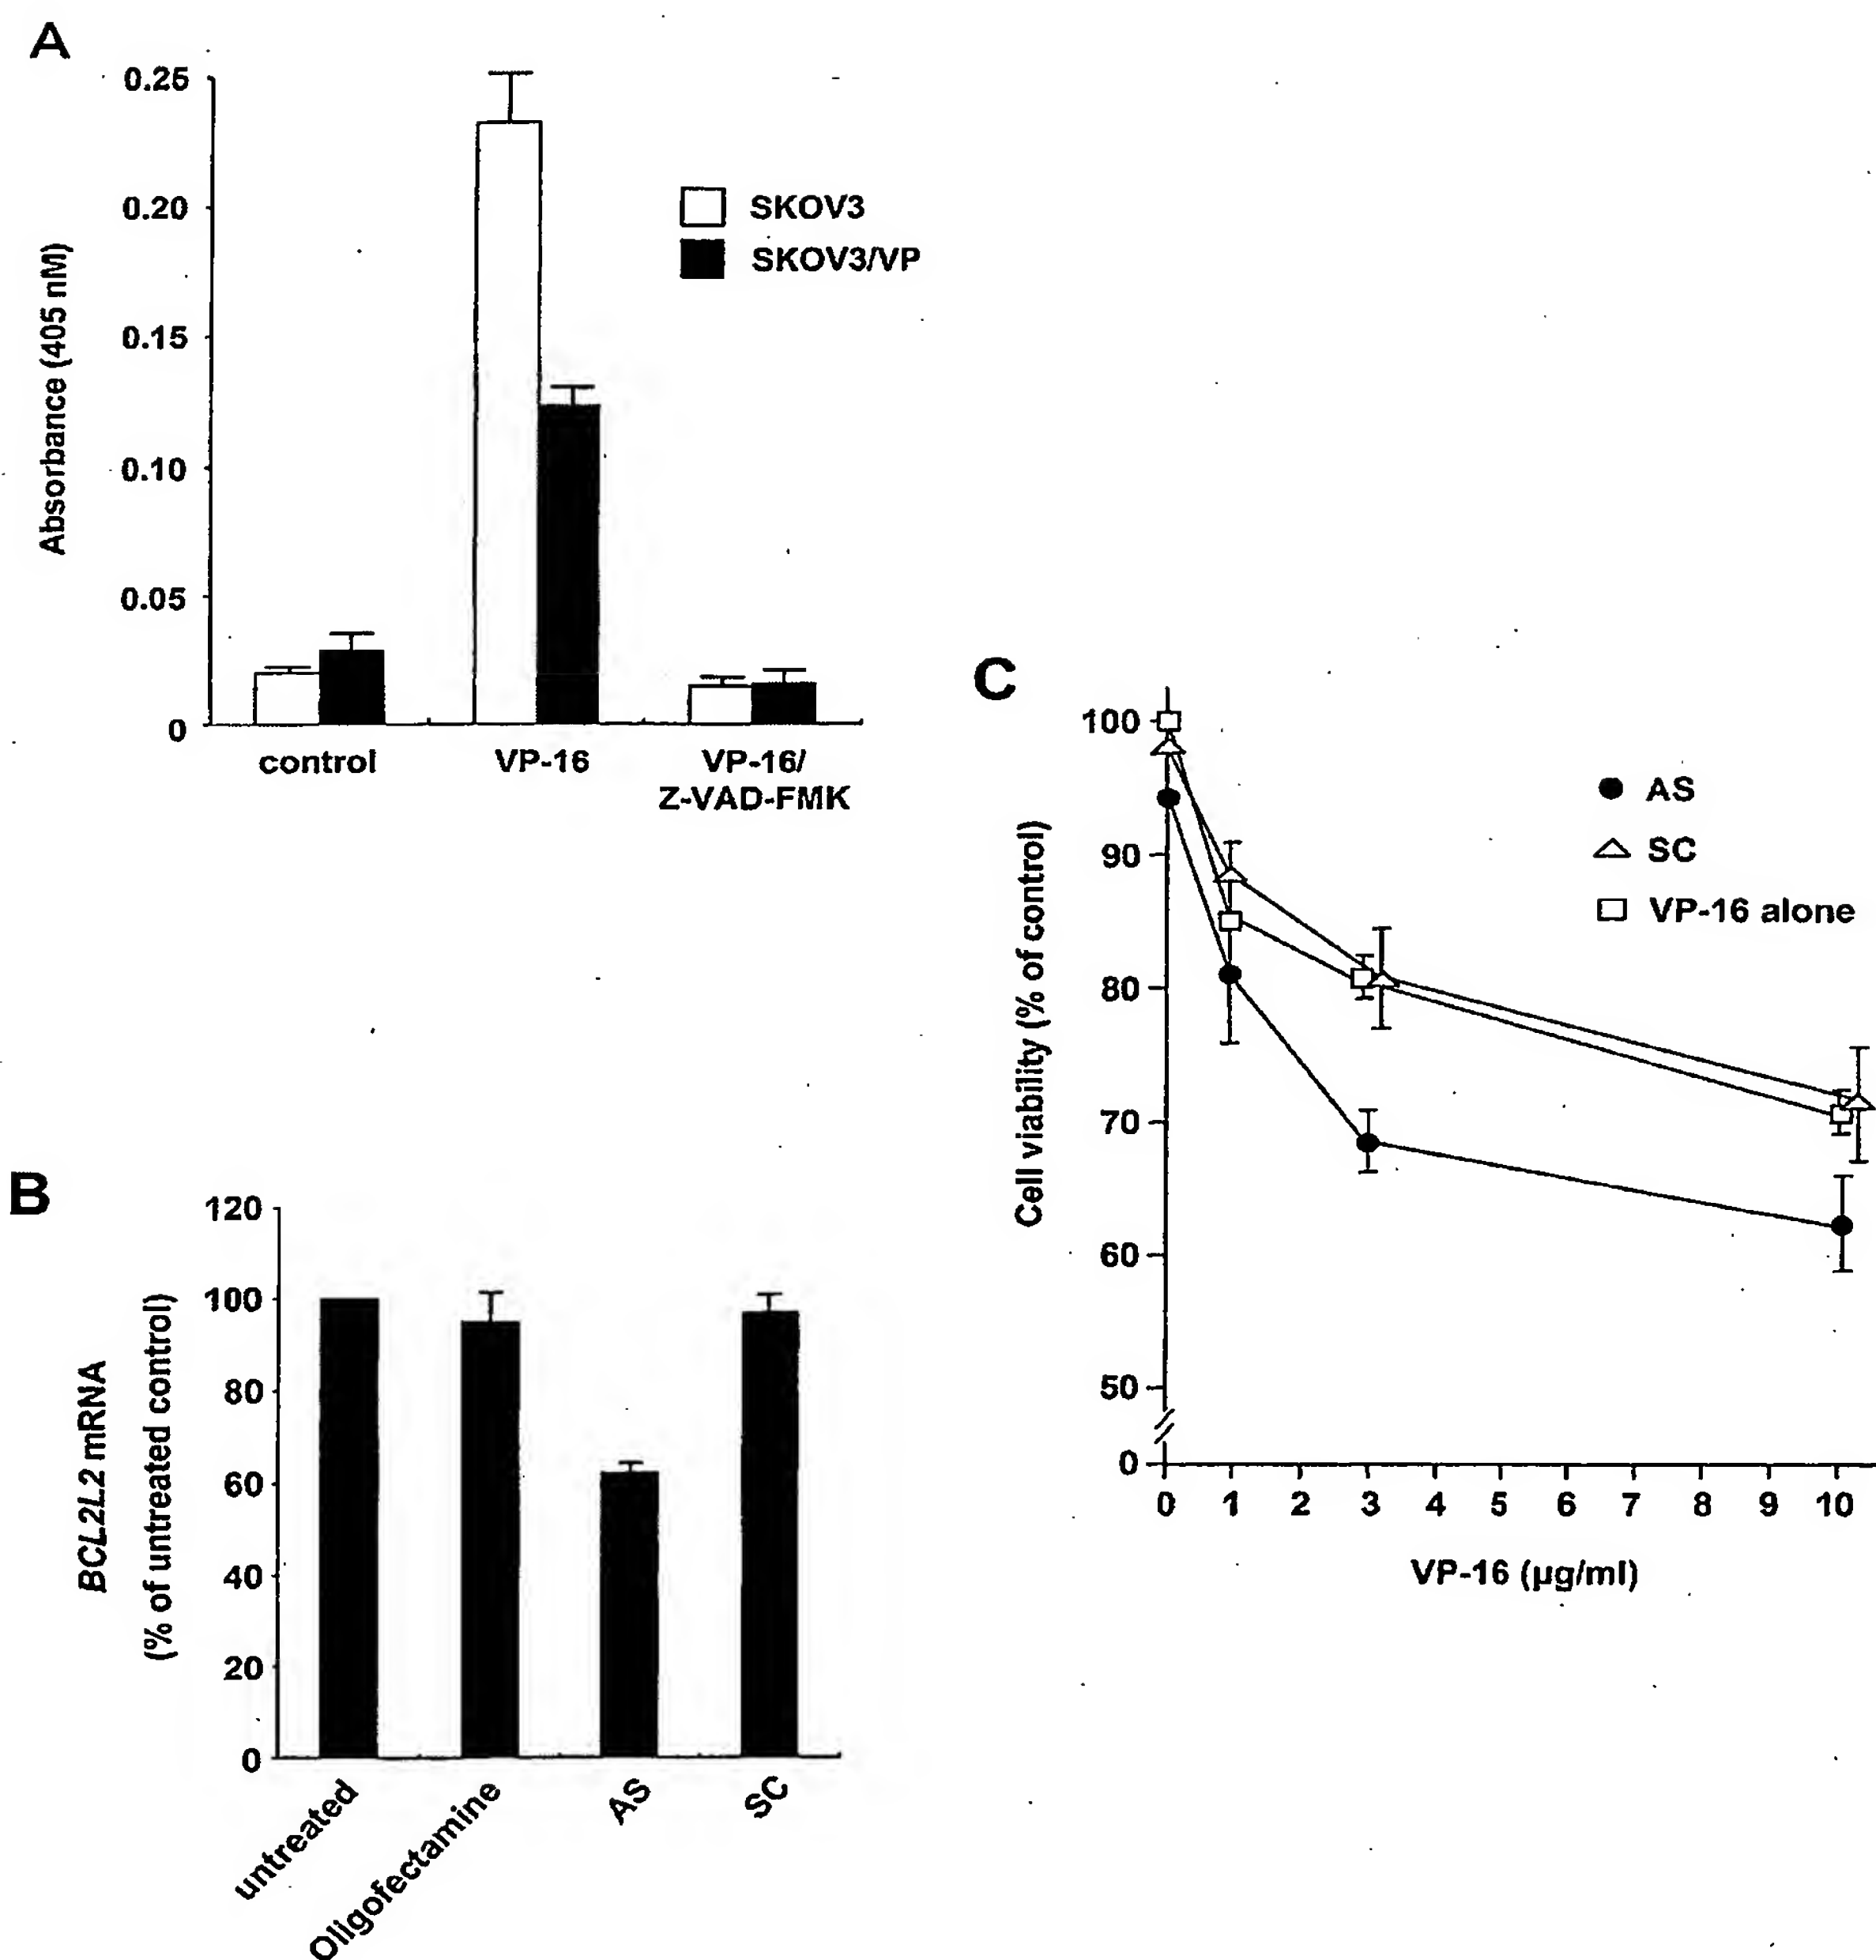 A
0.25
0.20
0.15
0.10
0.05
0
Absorbance (405 nM)
SKOV3
SKOV3/VP
control
VP-16
VP-16/
Z-VAD-FMK
B
120
100
80
60
40
20
0
BCL2L2 mRNA
(% of untreated control)
untreated
Oligofectamine
AS
SC
C
100
90
80
70
60
50
0
Cell viability (% of control)
AS
SC
VP-16 alone
0 1 2 3 4 5 6 7 8 9 10
VP-16 (µg/ml)